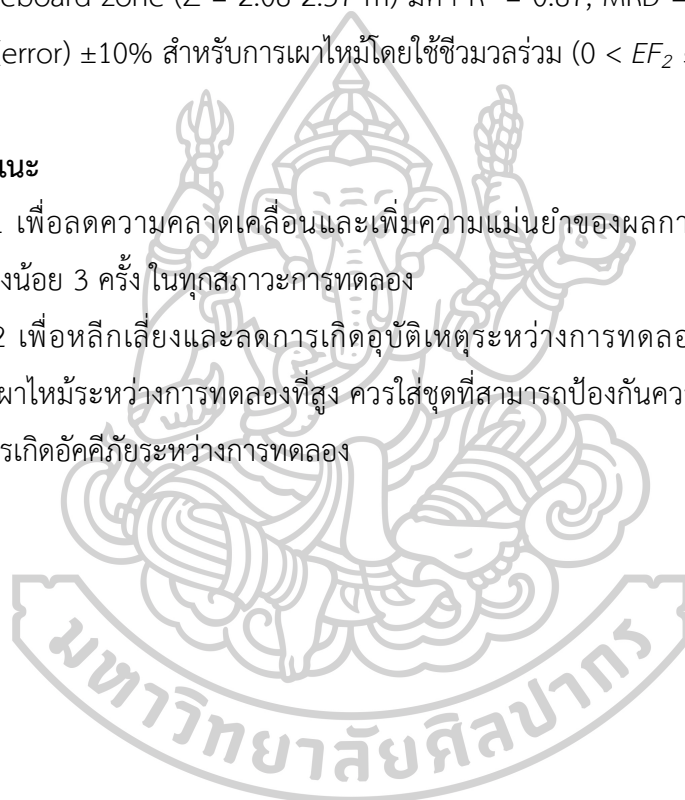 eboard zone (Z = 2.08-2.57 m) มีค่า R² = 0.87, MRD =
(error) ±10% สำหรับการเผาไหม้โดยใช้ชีวมวลร่วม (0 < EF₂
แนะ
เพื่อลดความคลาดเคลื่อนและเพิ่มความแม่นยำของผลกา
งน้อย 3 ครั้ง ในทุกสภาวะการทดลอง
2 เพื่อหลีกเลี่ยงและลดการเกิดอุบัติเหตุระหว่างการทดลอ
ผาไหม้ระหว่างการทดลองที่สูง ควรใส่ชุดที่สามารถป้องกันคว
รเกิดอัคคีภัยระหว่างการทดลอง
มหาวิทยาลัยศิลปากร